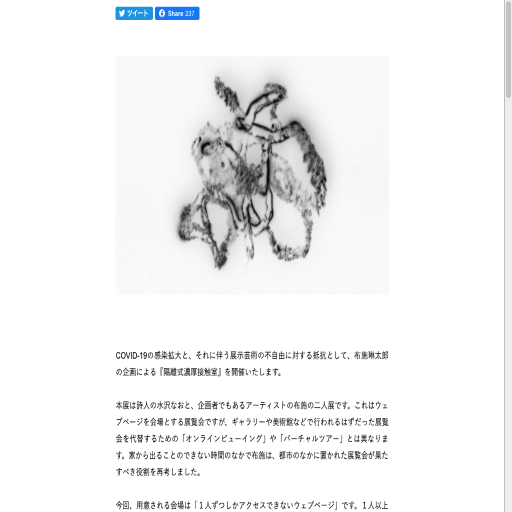 ツイート
Share 237
COVID-19の感染拡大と、それに伴う展示芸術の不自由に対する抵抗として、布施琳太郎
の企画による『隔離式濃厚接触室』を開催いたします。
本展は詩人の水沢なおと、企画者でもあるアーティストの布施の二人展です。これはウェ
ブページを会場とする展覧会ですが、ギャラリーや美術館などで行われるはずだった展覧
会を代替するための「オンラインビューイング」や「バーチャルツアー」とは異なりま
す。家から出ることのできない時間のなかで布施は、都市のなかに置かれた展覧会が果た
すべき役割を再考しました。
今回、用意される会場は「１人ずつしかアクセスできないウェブページ」です。１人以上